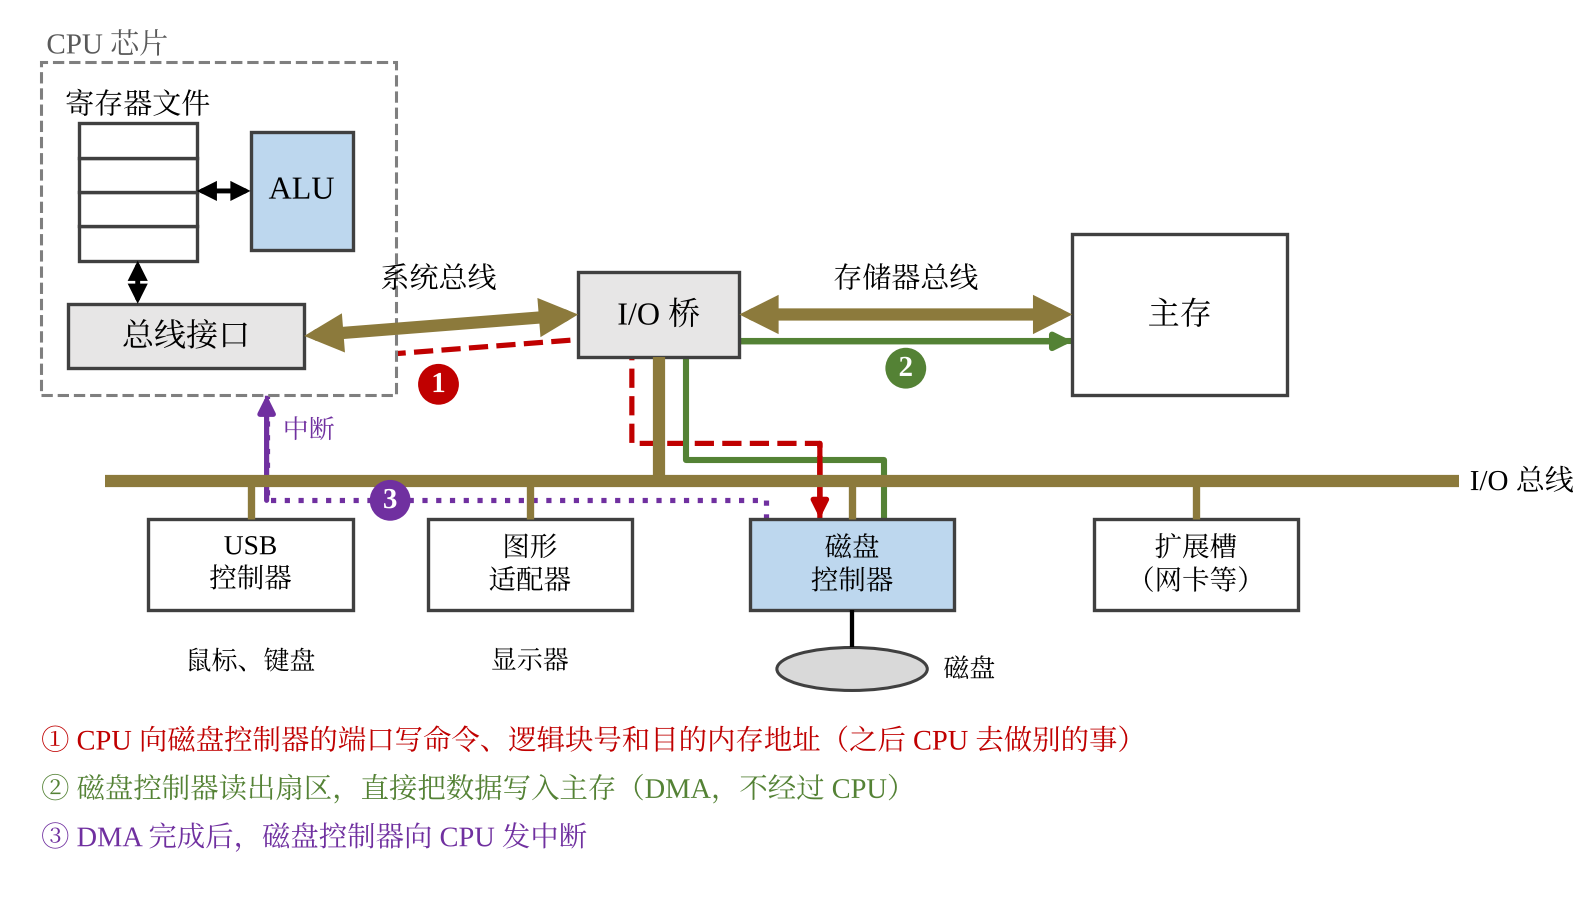 CPU 芯片
寄存器文件
ALU
系统总线
存储器总线
总线接口
I/O 桥
主存
1
2
中断
3
I/O 总线
USB
控制器
图形
适配器
磁盘
控制器
扩展槽
（网卡等）
鼠标、键盘
显示器
磁盘
① CPU 向磁盘控制器的端口写命令、逻辑块号和目的内存地址（之后 CPU 去做别的事）
② 磁盘控制器读出扇区，直接把数据写入主存（DMA，不经过 CPU）
③ DMA 完成后，磁盘控制器向 CPU 发中断